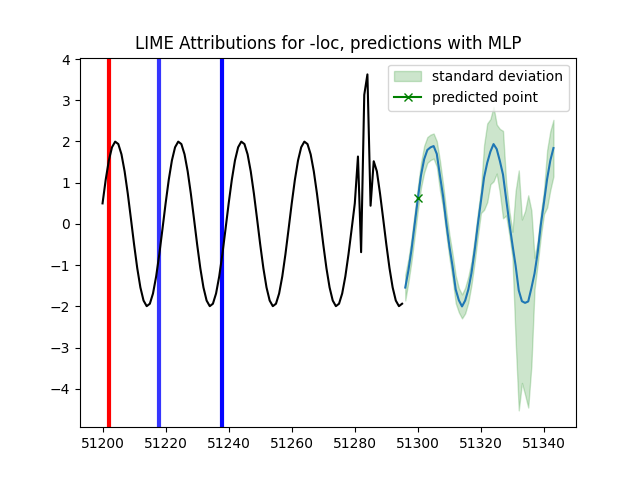 LIME Attributions for -loc, predictions with MLP
standard deviation
predicted point
4
3
2
1
0
−1
−2
−3
−4
51200 51220 51240 51260 51280 51300 51320 51340